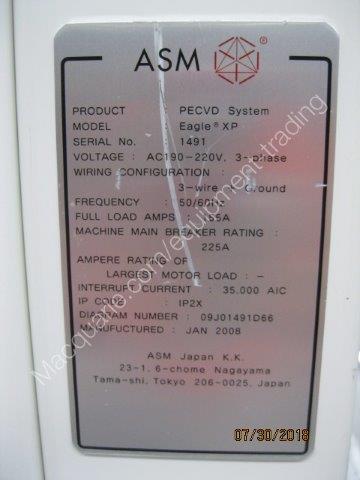 ASM ®
PRODUCT : PECVD System
MODEL : Eagle® XP
SERIAL No. : 1491
VOLTAGE : AC190-220V, 3-phase
WIRING CONFIGURATION :
3-wire + Ground
FREQUENCY : 50/60Hz
FULL LOAD AMPS : 165A
MACHINE MAIN BREAKER RATING :
225A
AMPERE RATING OF
LARGEST MOTOR LOAD : -
INTERRUPT CURRENT : 35,000 AIC
IP CODE : IP2X
DIAGRAM NUMBER : 09J01491D66
MANUFACTURED : JAN 2008
ASM Japan K.K.
23-1, 6-chome Nagayama
Tama-shi, Tokyo 206-0025, Japan
07/30/2018
Macquarie.com/equipment-trading